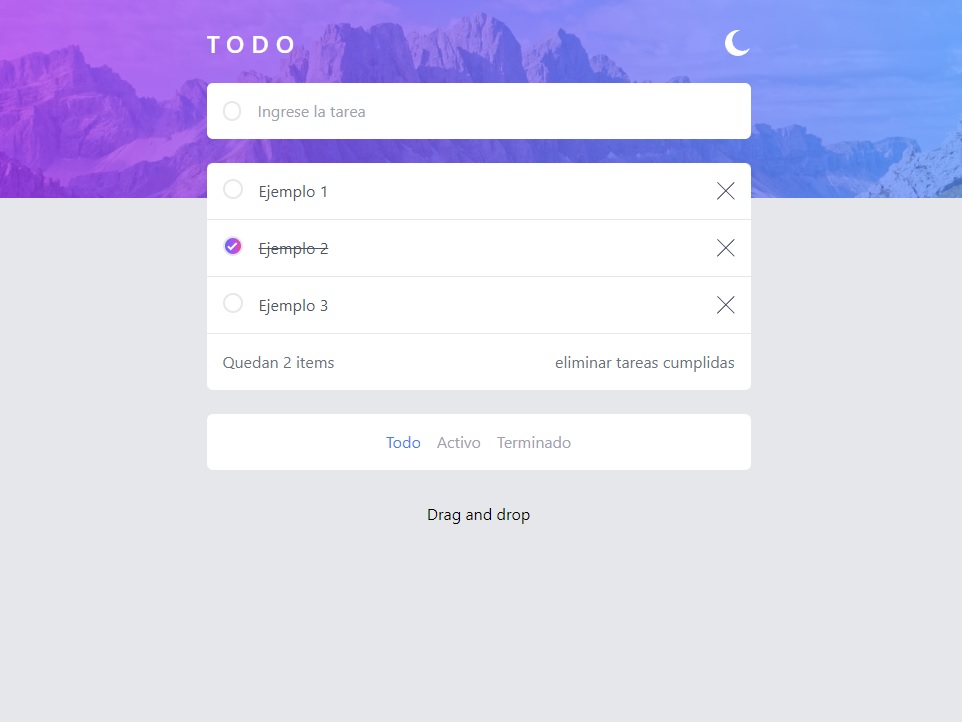 TODO
Ingrese la tarea
Ejemplo 1
Ejemplo 2
Ejemplo 3
Quedan 2 items eliminar tareas cumplidas
Todo Activo Terminado
Drag and drop